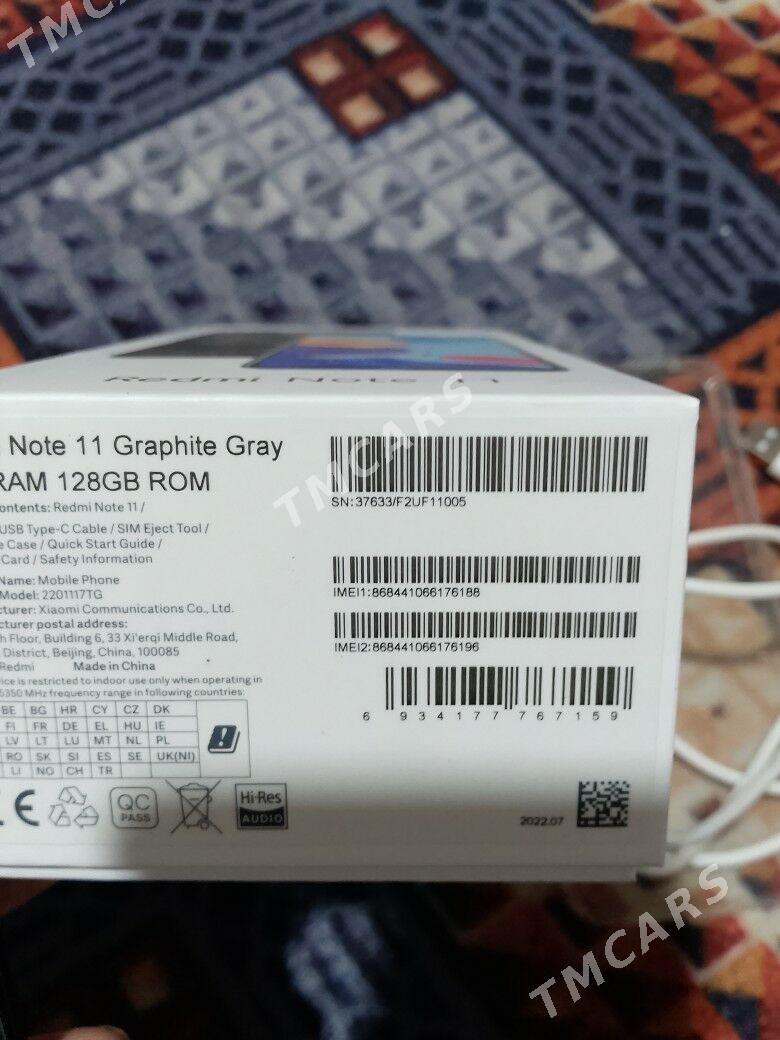 TMCARS
Redmi Note 11
Note 11 Graphite Gray
RAM 128GB ROM
ontents: Redmi Note 11 /
USB Type-C Cable / SIM Eject Tool /
e Case / Quick Start Guide /
Card / Safety Information
Name: Mobile Phone
Model: 2201117TG
cturer: Xiaomi Communications Co., Ltd.
cturer postal address:
h Floor, Building 6, 33 Xi'erqi Middle Road,
District, Beijing, China, 100085
Redmi Made in China
ice is restricted to indoor use only when operating in
5350 MHz frequency range in following countries:
BE BG HR CY CZ DK
FI FR DE EL HU IE
LV LT LU MT NL PL
RO SK SI ES SE UK(NI)
LI NO CH TR
CE
QC
PASS
Hi-Res
AUDIO
SN:37633/F2UF11005
IMEI1:868441066176188
IMEI2:868441066176196
6 934177 767159
2022.07
TMCARS
TMCARS